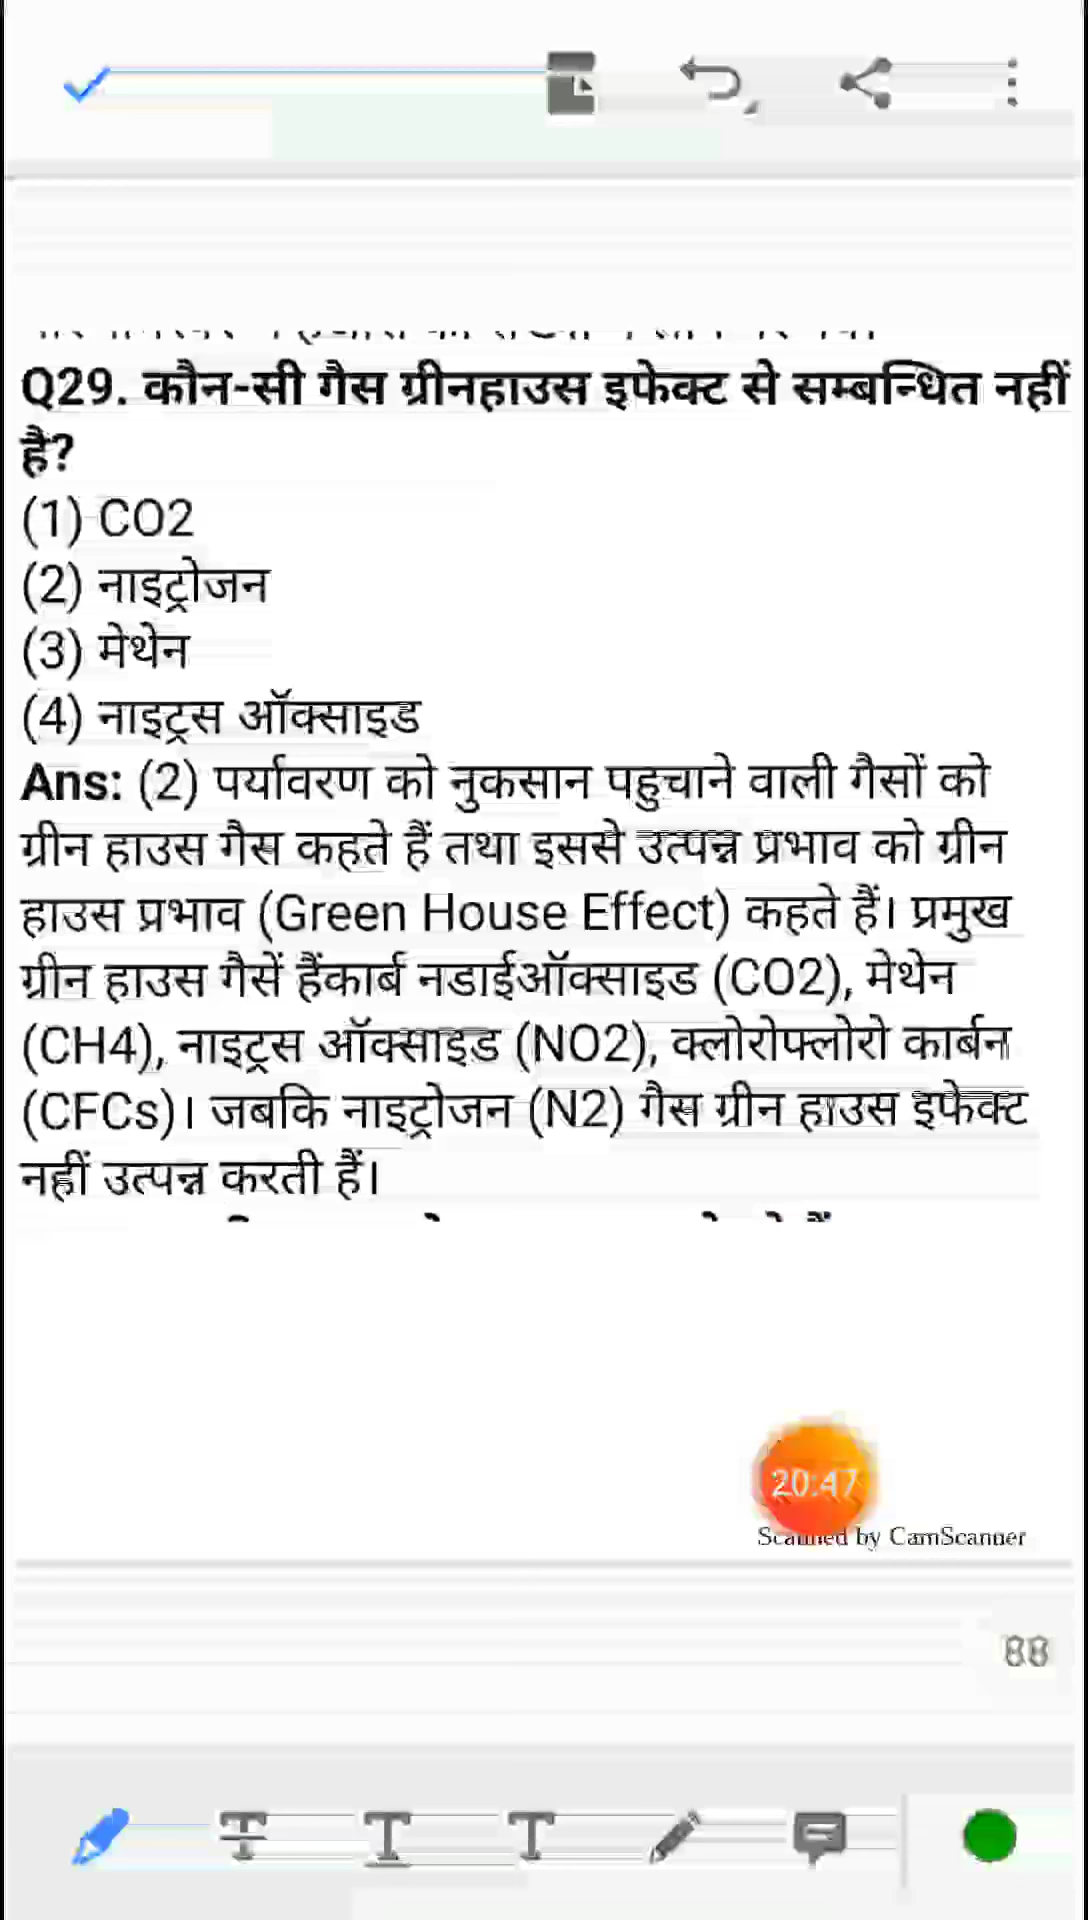 Q29. कौन-सी गैस ग्रीनहाउस इफेक्ट से सम्बन्धित नहीं
है?
(1) CO2
(2) नाइट्रोजन
(3) मेथेन
(4) नाइट्रस ऑक्साइड
Ans: (2) पर्यावरण को नुकसान पहुचाने वाली गैसों को
ग्रीन हाउस गैस कहते हैं तथा इससे उत्पन्न प्रभाव को ग्रीन
हाउस प्रभाव (Green House Effect) कहते हैं। प्रमुख
ग्रीन हाउस गैसें हैंकार्ब नडाईऑक्साइड (CO2), मेथेन
(CH4), नाइट्रस ऑक्साइड (NO2), क्लोरोफ्लोरो कार्बन
(CFCs)। जबकि नाइट्रोजन (N2) गैस ग्रीन हाउस इफेक्ट
नहीं उत्पन्न करती हैं।
20:47
Scanned by CamScanner
88